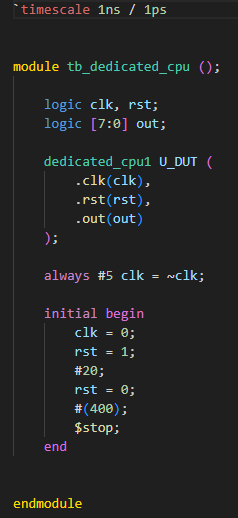 `timescale 1ns / 1ps
module tb_dedicated_cpu ();
logic clk, rst;
logic [7:0] out;
dedicated_cpu1 U_DUT (
.clk(clk),
.rst(rst),
.out(out)
);
always #5 clk = ~clk;
initial begin
clk = 0;
rst = 1;
#20;
rst = 0;
#(400);
$stop;
end
endmodule